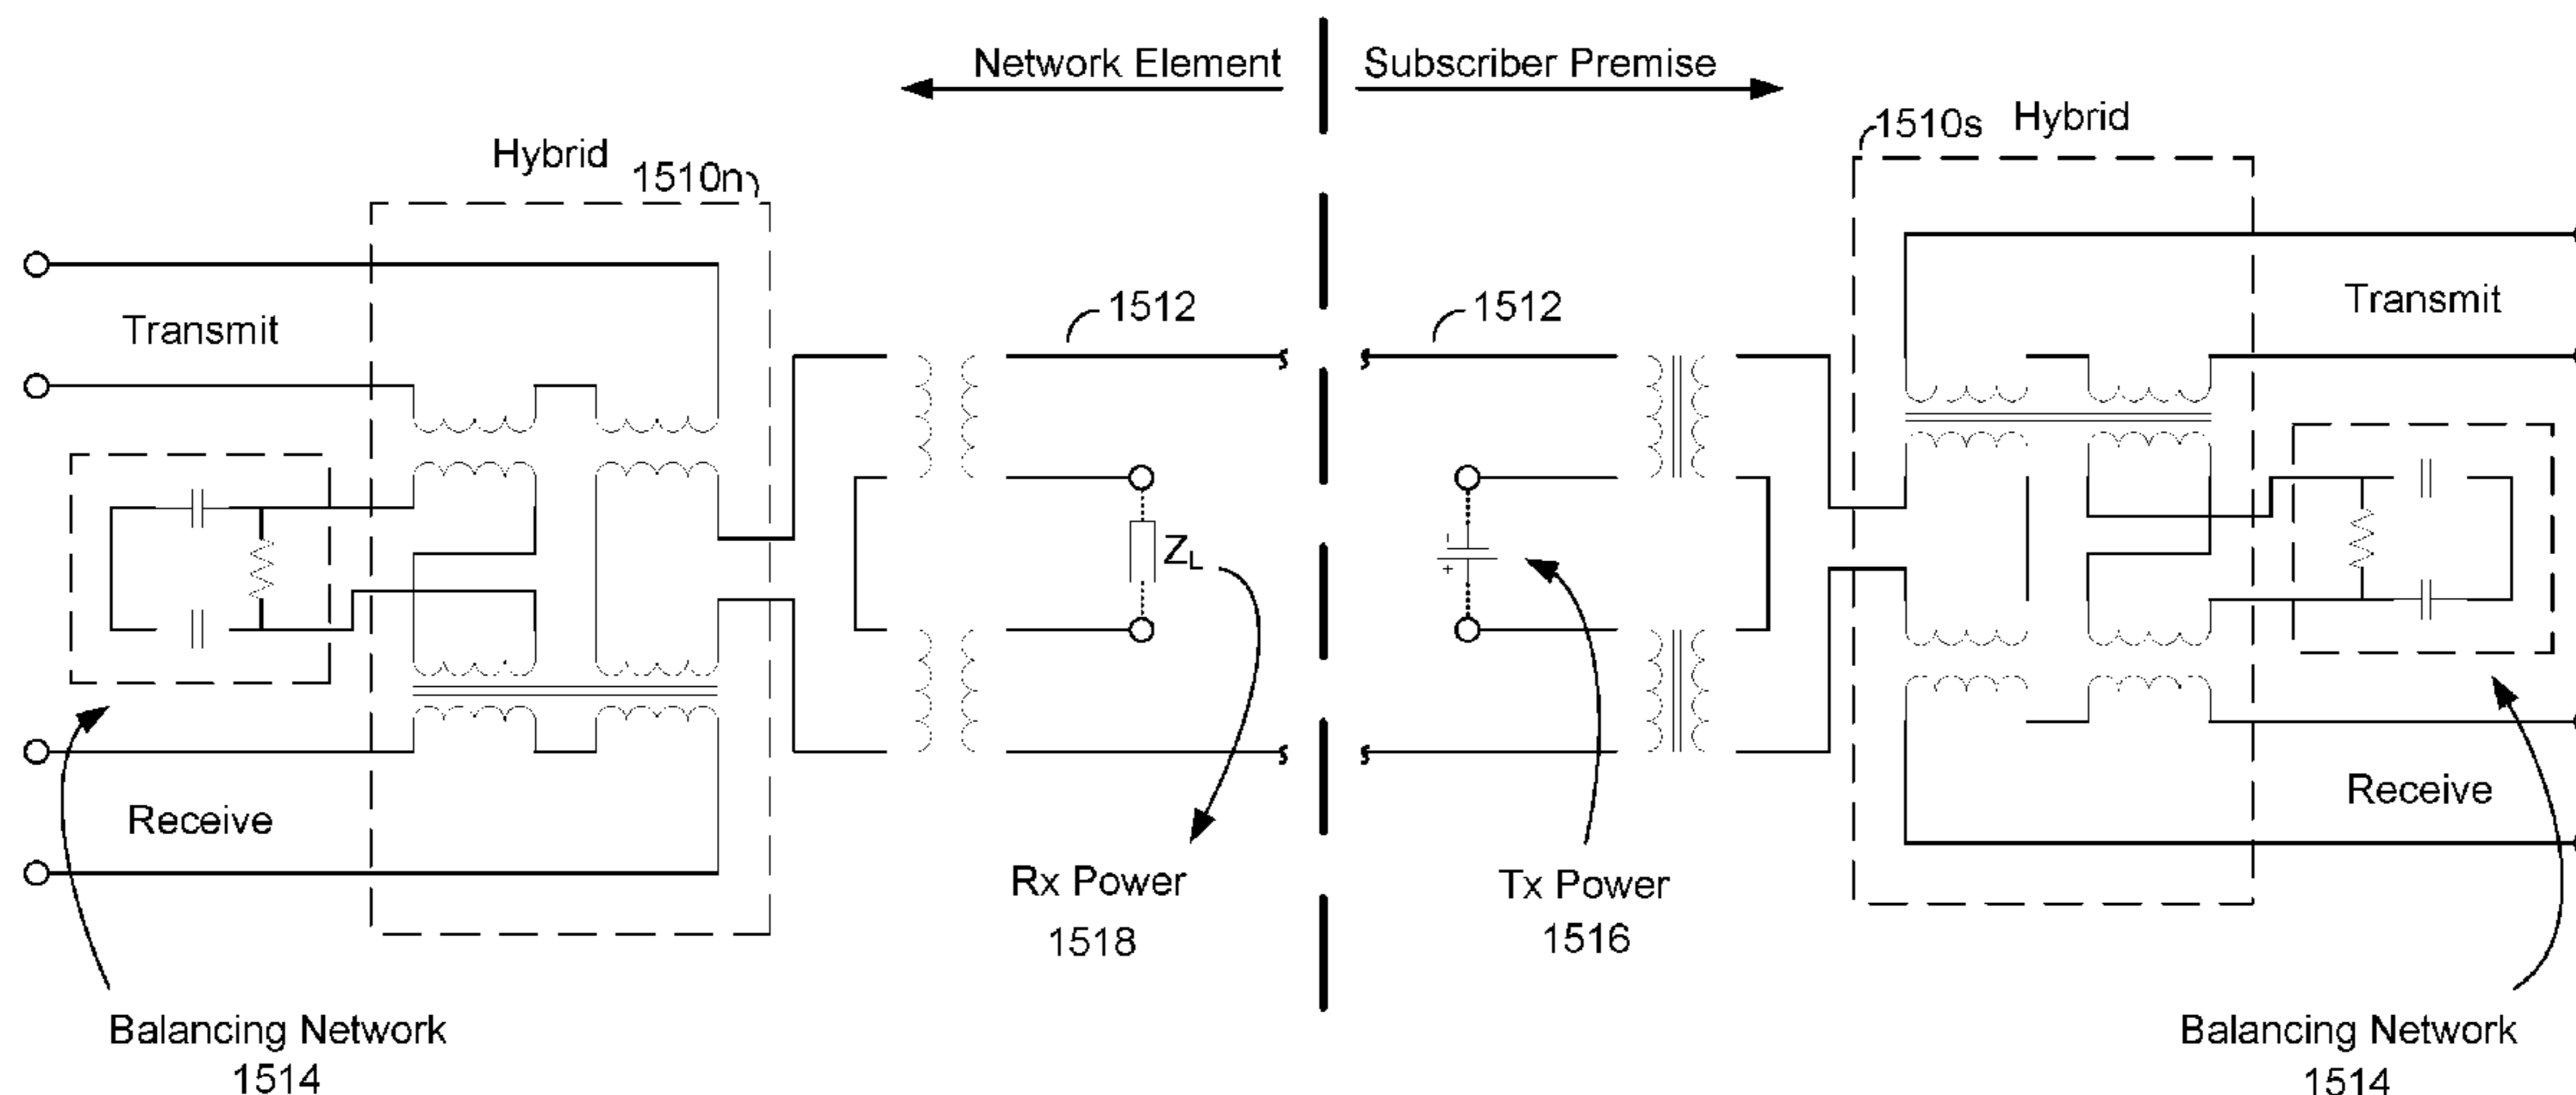 Network Element
Subscriber Premise
Hybrid
1510n
1510s Hybrid
Transmit
1512
1512
Transmit
ZL
-
+
Receive
Receive
Rx Power
1518
Tx Power
1516
Balancing Network
1514
Balancing Network
1514